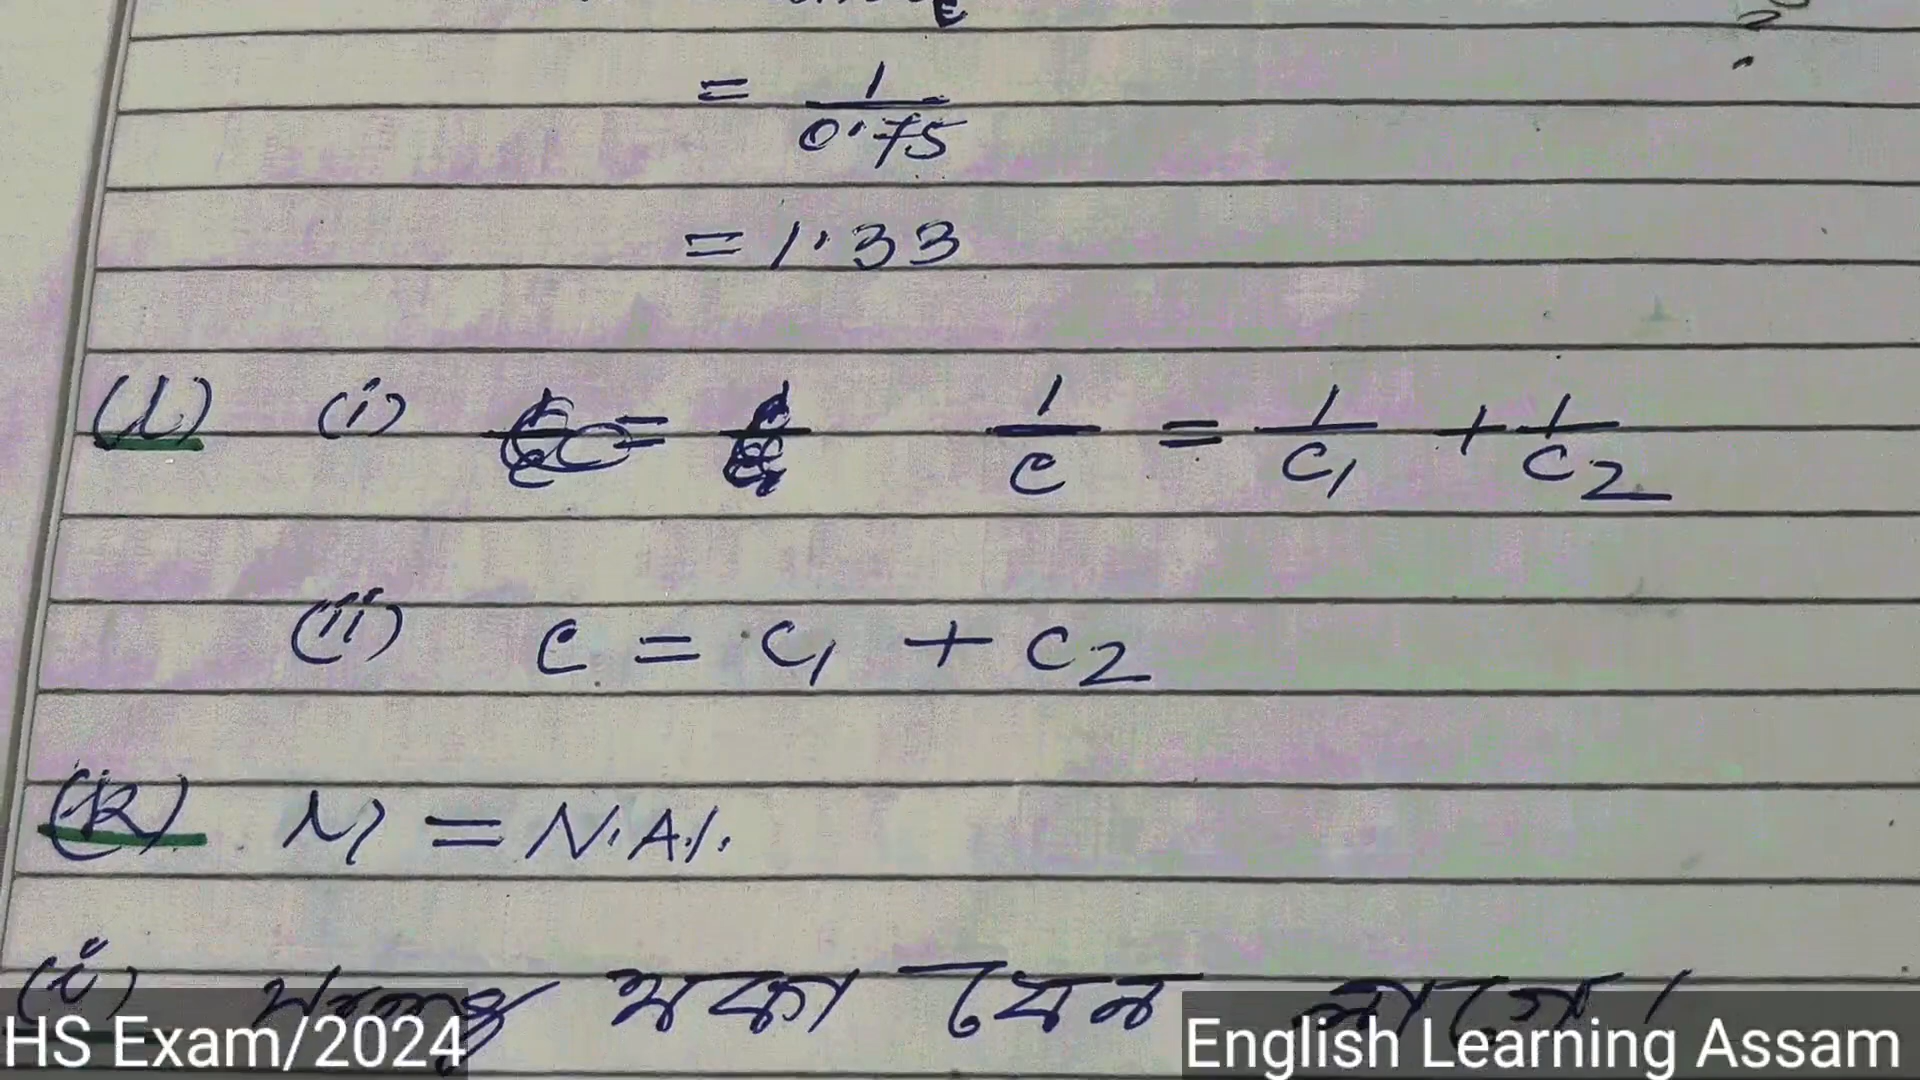 = 1/0.75
= 1.33
(l) (i) 1/C = 1/C1 + 1/C2
(ii) C = C1 + C2
(k) M = N.A.I.
(i) থকা যেন লাগে।
HS Exam/2024
English Learning Assam